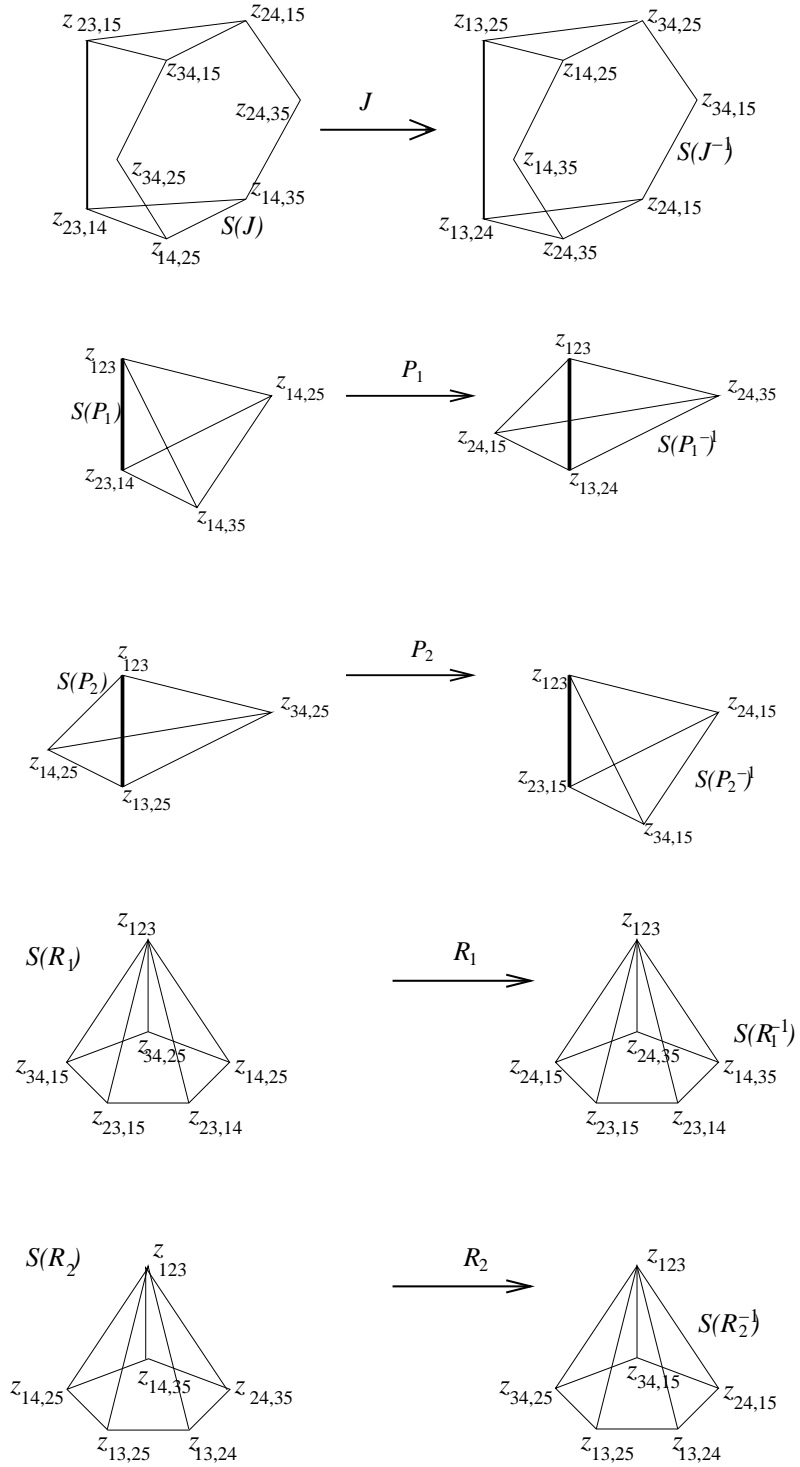 z23,15 z24,15 z13,25 z34,25
z34,15 J z14,25
z24,35 z34,15
z34,25 z14,35 S(J⁻¹)
z14,35 z24,15
z23,14 S(J) z13,24
z14,25 z24,35
z123 P1 z123
z14,25 z24,35
S(P1)
z24,15 S(P1⁻¹)
z23,14 z13,24
z14,35
z123 P2
S(P2) z123
z34,25 z24,15
z14,25 z23,15 S(P2⁻¹)
z13,25
z34,15
z123 z123
S(R1) R1
S(R1⁻¹)
z34,25 z24,35
z34,15 z14,25 z24,15 z14,35
z23,15 z23,14 z23,15 z23,14
S(R2) z123 R2 z123
S(R2⁻¹)
z14,35 z34,15
z14,25 z24,35 z34,25 z24,15
z13,25 z13,24 z13,25 z13,24